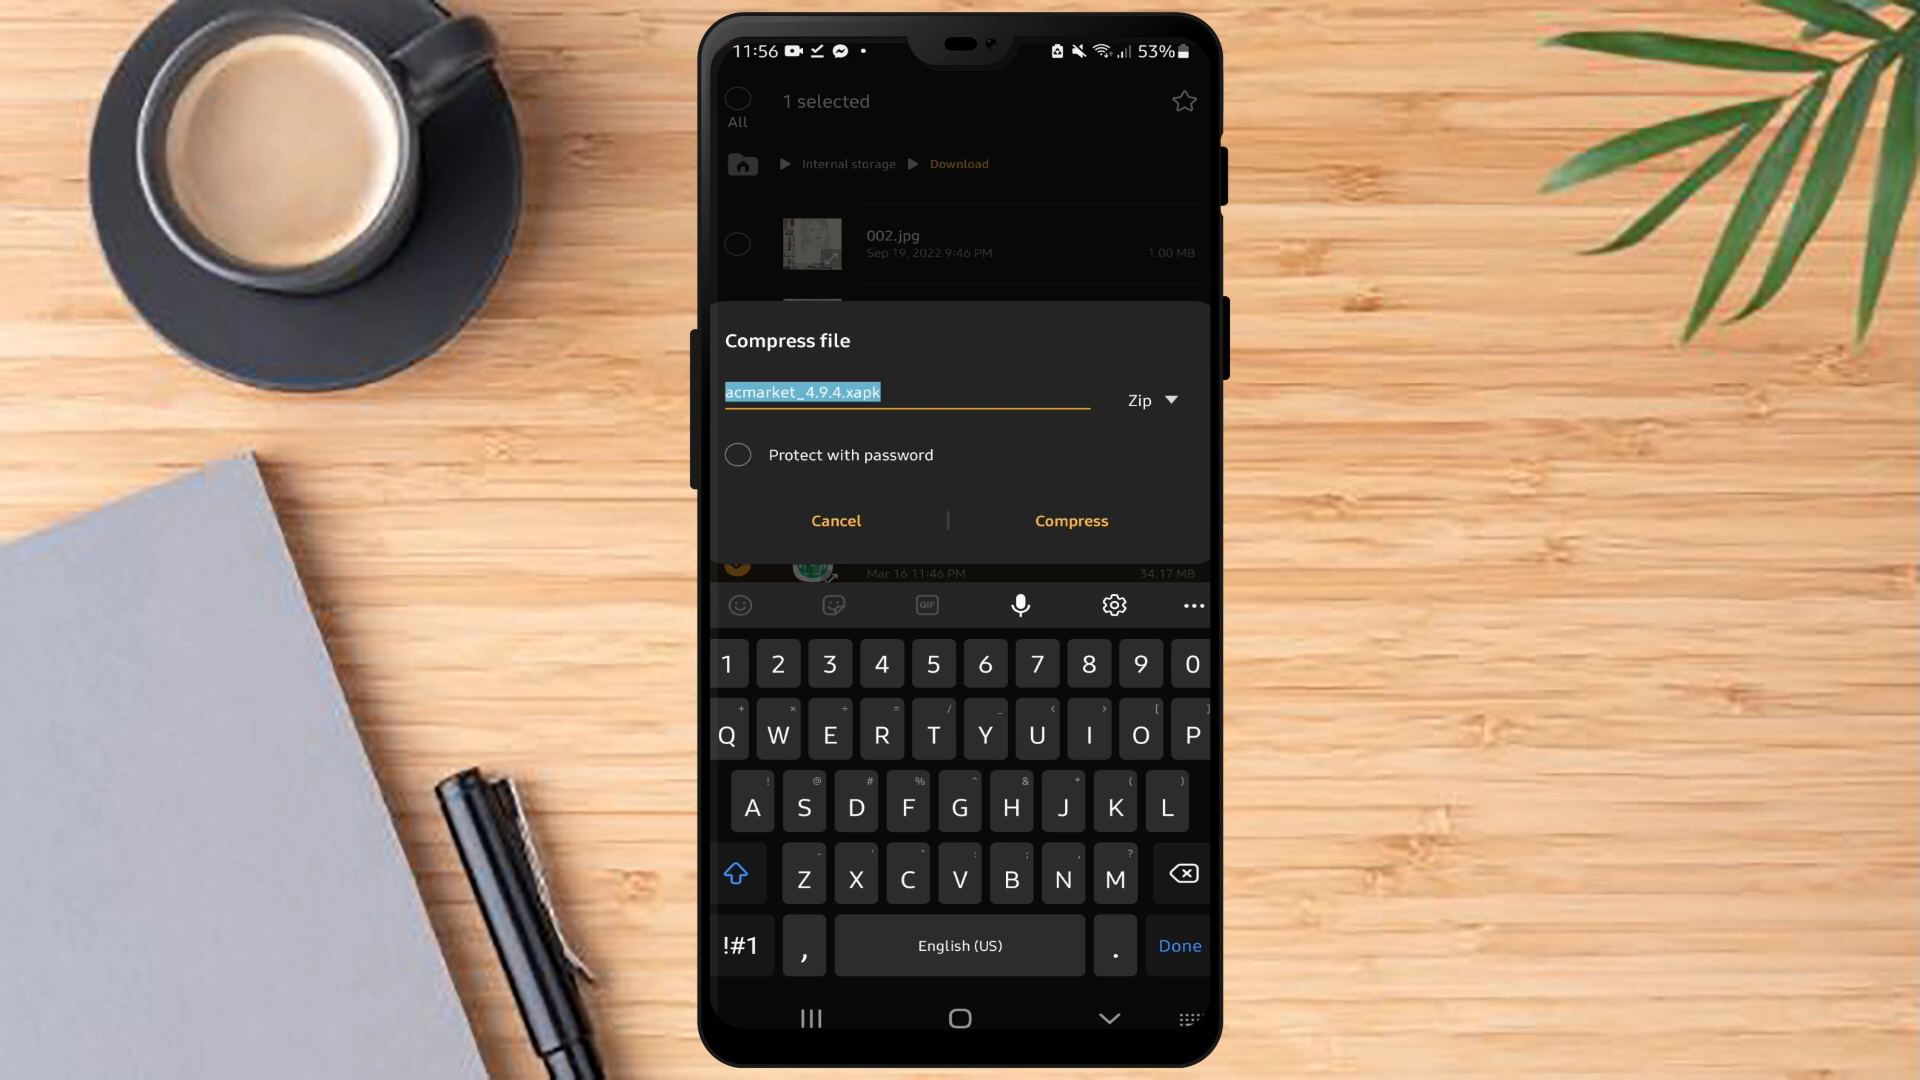 11:56
53%
1 selected
All
Internal storage
Download
002.jpg
Sep 19, 2022 9:46 PM
1.00 MB
Compress file
acmarket_4.9.4.xapk
Zip
Protect with password
Cancel
Compress
Mar 16 11:46 PM
34.17 MB
GIF
1 2 3 4 5 6 7 8 9 0
+ × ÷ = / _ < > [ ]
Q W E R T Y U I O P
! @ # % ^ & * ( )
A S D F G H J K L
- ' " : ; , ?
Z X C V B N M
!#1 , English (US) . Done